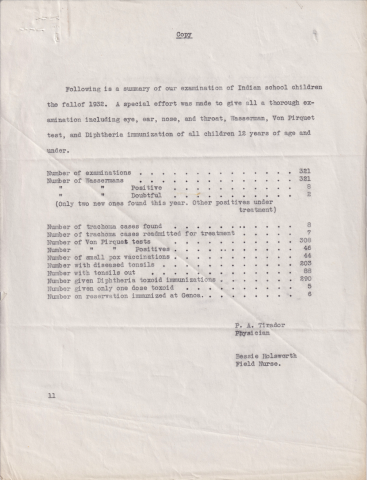 Copy
Following is a summary of our examination of Indian school children
the fallof 1932. A special effort was made to give all a thorough ex-
amination including eye, ear, nose, and throat, Wasserman, Von Pirquet
test, and Diphtheria immunization of all children 12 years of age and
under.
Number of examinations . . . . . . . . . . . . . . . . 321
Number of Wassermans . . . . . . . . . . . . . . . . 321
" " Positive . . . . . . . . . . . .
" " Doubtful . . . . . . . . . . . . 2
(Only two new ones found this year. Other positives under
treatment)
Number of trachoma cases found . . . . . . . . . . . .
Number of trachoma cases readmitted for treatment . . . . 7
Number of Von Pirquet tests . . . . . . . . . . . . 308
Number " " Positives . . . . . . . . . . . 46
Number of small pox vaccinations . . . . . . . . . . . 44
Number with diseased tonsils . . . . . . . . . . . . 203
Number with tonsils out . . . . . . . . . . . . 88
Number given Diphtheria toxoid immunizations . . . . . . 290
Number given only one dose toxoid . . . . . . . . . . 5
Number on reservation immunized at Genoa. . . . . . . . 6
P. A. Tirador
Physician
Bessie Holsworth
Field Nurse.
11